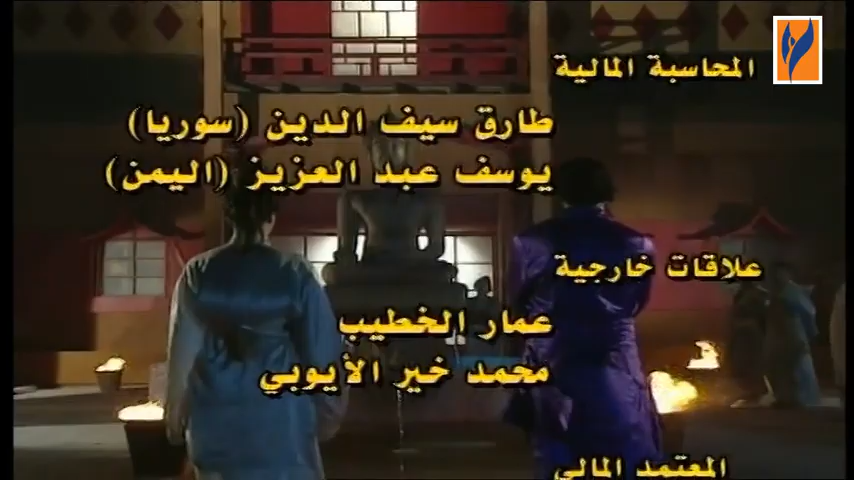 المحاسبة المالية
طارق سيف الدين (سوريا)
يوسف عبد العزيز (اليمن)
علاقات خارجية
عمار الخطيب
محمد خير الأيوبي
المعتمد المالي